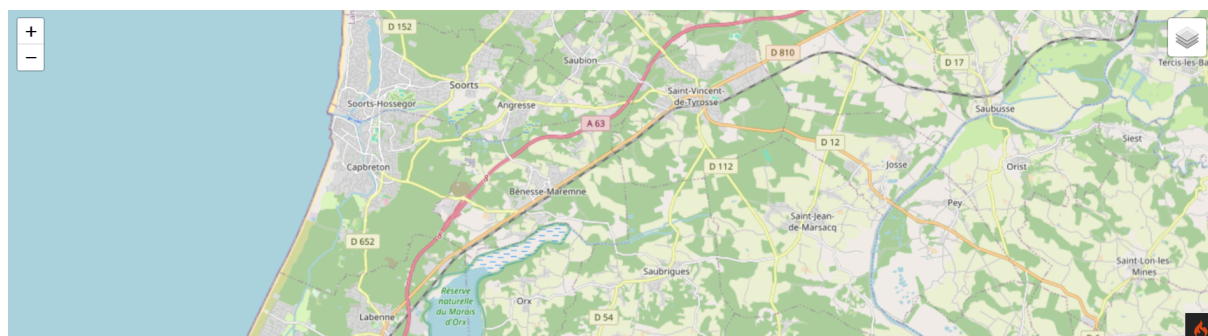 +
−
D 152
Saubion
D 810
D 17
Tercis-les-Ba
Soorts
Saint-Vincent-
de-Tyrosse
Soorts-Hossegor
Angresse
A 63
Saubusse
Capbreton
D 112
D 12
Siest
Josse
Orist
Bénesse-Maremne
Pey
Saint-Jean-
de-Marsacq
D 652
Saubrigues
Saint-Lon-les
Mines
Réserve
naturelle
du Marais
d'Orx
Orx
Labenne
D 54